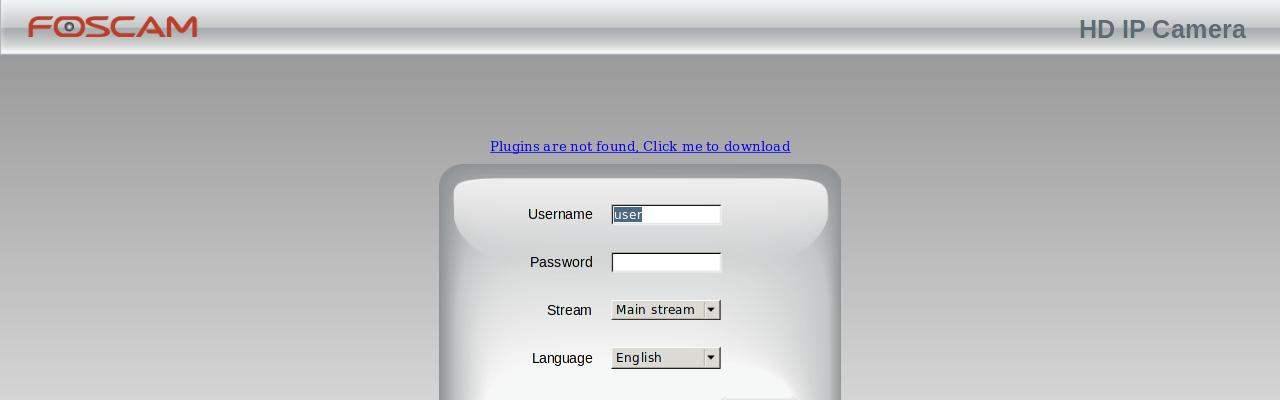 FOSCAM
HD IP Camera
Plugins are not found, Click me to download
Username user
Password
Stream Main stream
Language English